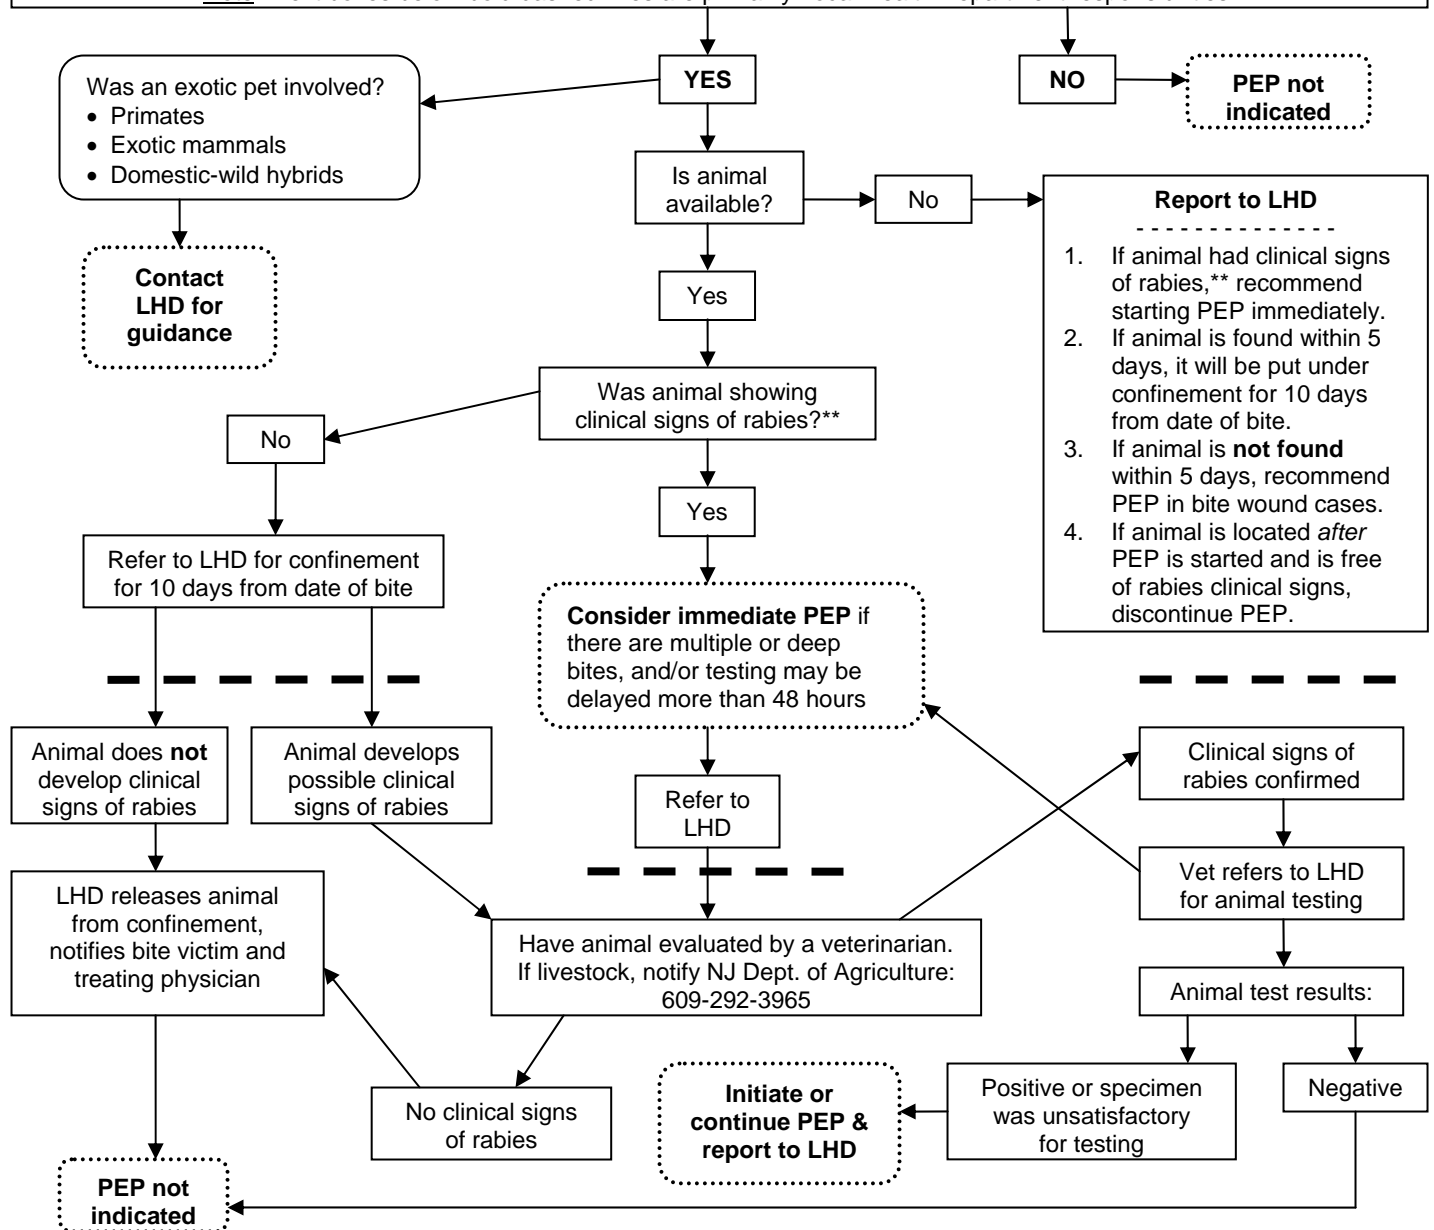 YES
NO
PEP not
indicated
Was an exotic pet involved?
• Primates
• Exotic mammals
• Domestic-wild hybrids
Is animal
available?
No
Report to LHD
- - - - - - - - - - - - - -
1. If animal had clinical signs
of rabies,** recommend
starting PEP immediately.
2. If animal is found within 5
days, it will be put under
confinement for 10 days
from date of bite.
3. If animal is not found
within 5 days, recommend
PEP in bite wound cases.
4. If animal is located after
PEP is started and is free
of rabies clinical signs,
discontinue PEP.
Contact
LHD for
guidance
Yes
Was animal showing
clinical signs of rabies?**
No
Yes
Refer to LHD for confinement
for 10 days from date of bite
Consider immediate PEP if
there are multiple or deep
bites, and/or testing may be
delayed more than 48 hours
Animal does not
develop clinical
signs of rabies
Animal develops
possible clinical
signs of rabies
Refer to
LHD
Clinical signs of
rabies confirmed
Vet refers to LHD
for animal testing
LHD releases animal
from confinement,
notifies bite victim and
treating physician
Have animal evaluated by a veterinarian.
If livestock, notify NJ Dept. of Agriculture:
609-292-3965
Animal test results:
No clinical signs
of rabies
Initiate or
continue PEP &
report to LHD
Positive or specimen
was unsatisfactory
for testing
Negative
PEP not
indicated